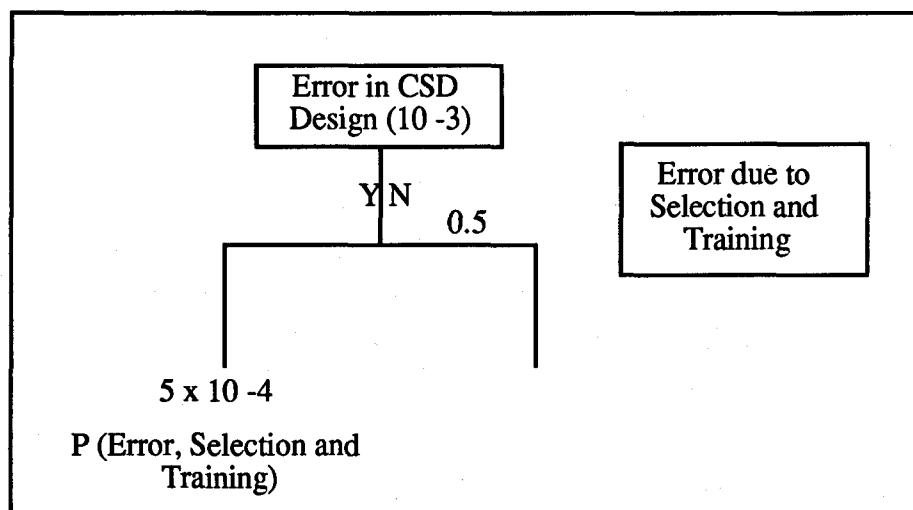 Error in CSD
Design (10 -3)
Error due to
Selection and
Training
Y N
0.5
5 x 10 -4
P (Error, Selection and
Training)